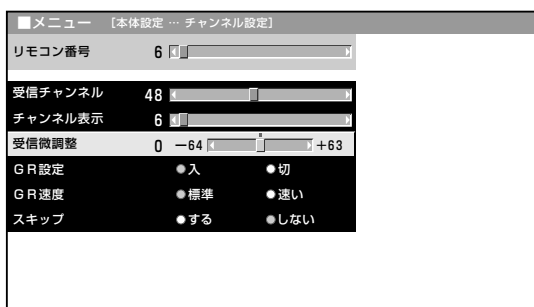 ■メニュー [本体設定 … チャンネル設定]
リモコン番号 6
受信チャンネル 48
チャンネル表示 6
受信微調整 0 −64 +63
GR設定 ●入 ●切
GR速度 ●標準 ●速い
スキップ ●する ●しない